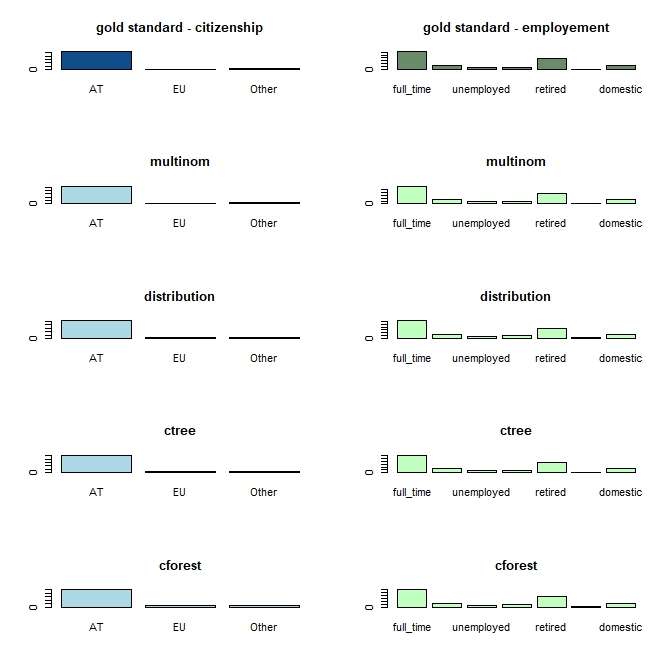 gold standard - citizenship
gold standard - employement
0
AT EU Other
0
full_time unemployed retired domestic
multinom
multinom
0
AT EU Other
0
full_time unemployed retired domestic
distribution
distribution
0
AT EU Other
0
full_time unemployed retired domestic
ctree
ctree
0
AT EU Other
0
full_time unemployed retired domestic
cforest
cforest
0
AT EU Other
0
full_time unemployed retired domestic